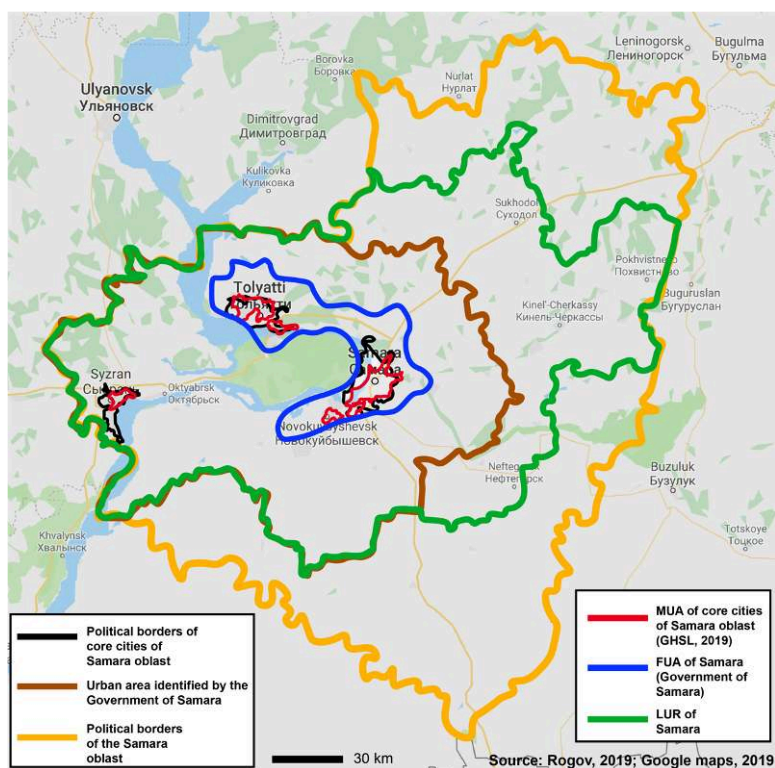 Leninogorsk
Лениногорск
Bugulma
Бугульма
Borovka
Боровка
Nurlat
Нурлат
Ulyanovsk
Ульяновск
Dimitrovgrad
Димитровград
Kulikovka
Куликовка
Sukhodol
Суходол
Pokhvistnevo
Похвистнево
Tolyatti
Buguruslan
Бугуруслан
Kinel'-Cherkassy
Кинель-Черкассы
Samara
Syzran
Oktyabrsk
Октябрьск
Novokuybyshevsk
Новокуйбышевск
Нефтегорск
Buzuluk
Бузулук
Khvalynsk
Хвалынск
Totskoye
Тоцкое
Political borders of
core cities of
Samara oblast
Urban area identified by the
Government of Samara
Political borders
of the Samara
oblast
30 km
MUA of core cities
of Samara oblast
(GHSL, 2019)
FUA of Samara
(Government of
Samara)
LUR of
Samara
Source: Rogov, 2019; Google maps, 2019